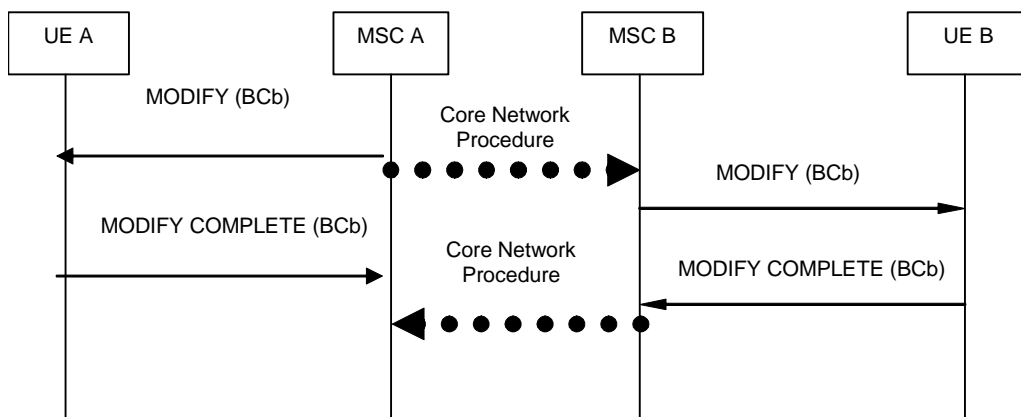 UE A
MSC A
MSC B
UE B
MODIFY (BCb)
Core Network
Procedure
MODIFY (BCb)
MODIFY COMPLETE (BCb)
Core Network
Procedure
MODIFY COMPLETE (BCb)